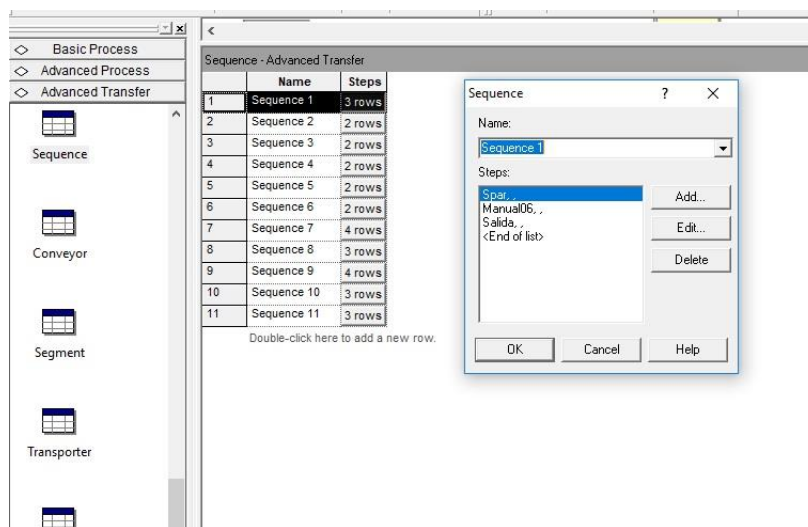 Basic Process
Advanced Process
Advanced Transfer
Sequence
Conveyor
Segment
Transporter
Sequence - Advanced Transfer
Name Steps
1 Sequence 1 3 rows
2 Sequence 2 2 rows
3 Sequence 3 2 rows
4 Sequence 4 2 rows
5 Sequence 5 2 rows
6 Sequence 6 2 rows
7 Sequence 7 4 rows
8 Sequence 8 3 rows
9 Sequence 9 4 rows
10 Sequence 10 3 rows
11 Sequence 11 3 rows
Double-click here to add a new row.
Sequence ? X
Name:
Sequence 1
Steps:
Spar, ,
Manual06, ,
Salida, ,
<End of list>
Add...
Edit...
Delete
OK Cancel Help